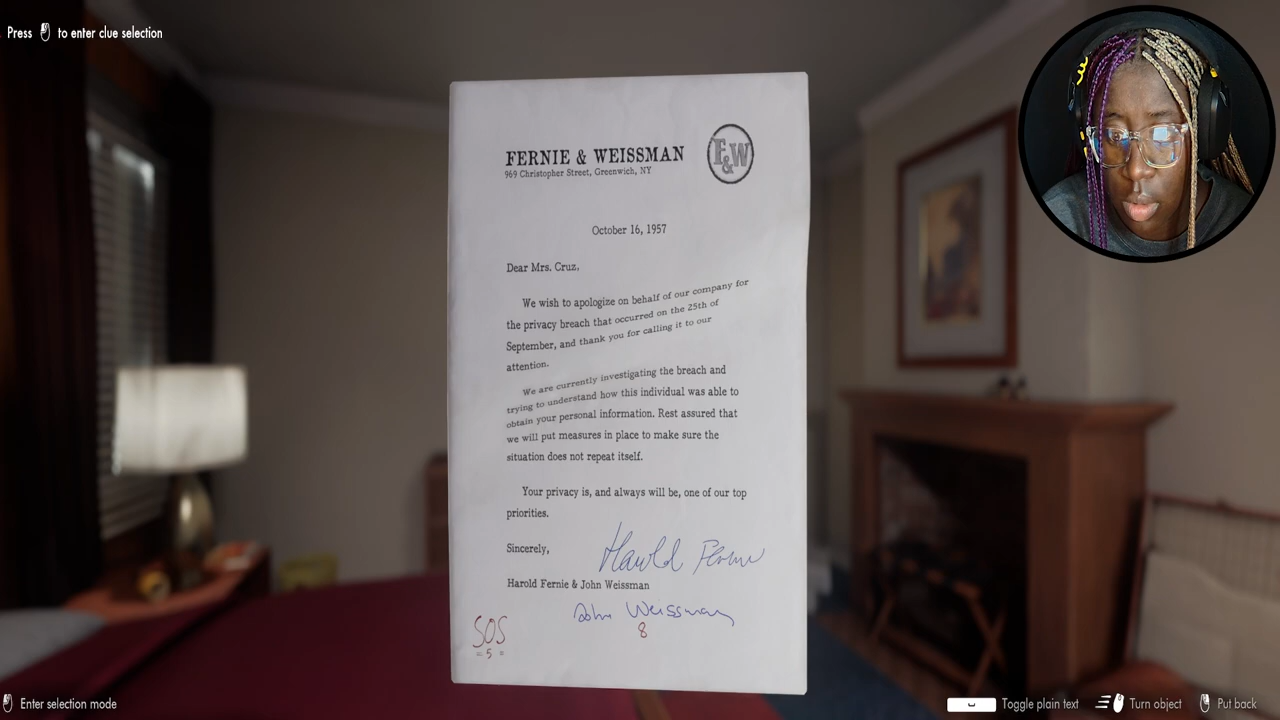 Press to enter clue selection
FERNIE & WEISSMAN
969 Christopher Street, Greenwich, NY
F&W
October 16, 1957
Dear Mrs. Cruz,
We wish to apologize on behalf of our company for
the privacy breach that occurred on the 25th of
September, and thank you for calling it to our
attention.
We are currently investigating the breach and
trying to understand how this individual was able to
obtain your personal information. Rest assured that
we will put measures in place to make sure the
situation does not repeat itself.
Your privacy is, and always will be, one of our top
priorities.
Sincerely,
Harold Fernie
Harold Fernie & John Weissman
John Weissman
SOS
= 5 =
8
Enter selection mode
Toggle plain text
Turn object
Put back